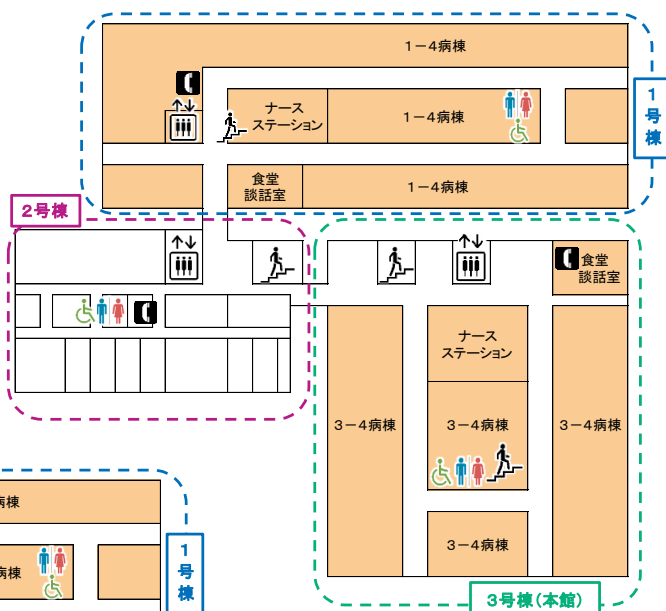 1－4病棟
ナース
ステーション
1－4病棟
1
号
棟
食堂
談話室
1－4病棟
2号棟
食堂
談話室
ナース
ステーション
3－4病棟
3－4病棟
3－4病棟
3－4病棟
3号棟(本館)
病棟
1
号
棟
病棟